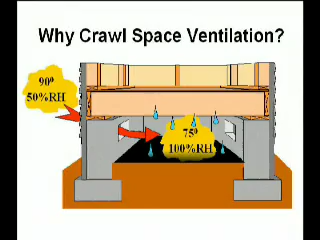 Why Crawl Space Ventilation?
90º
50%RH
75º
100%RH